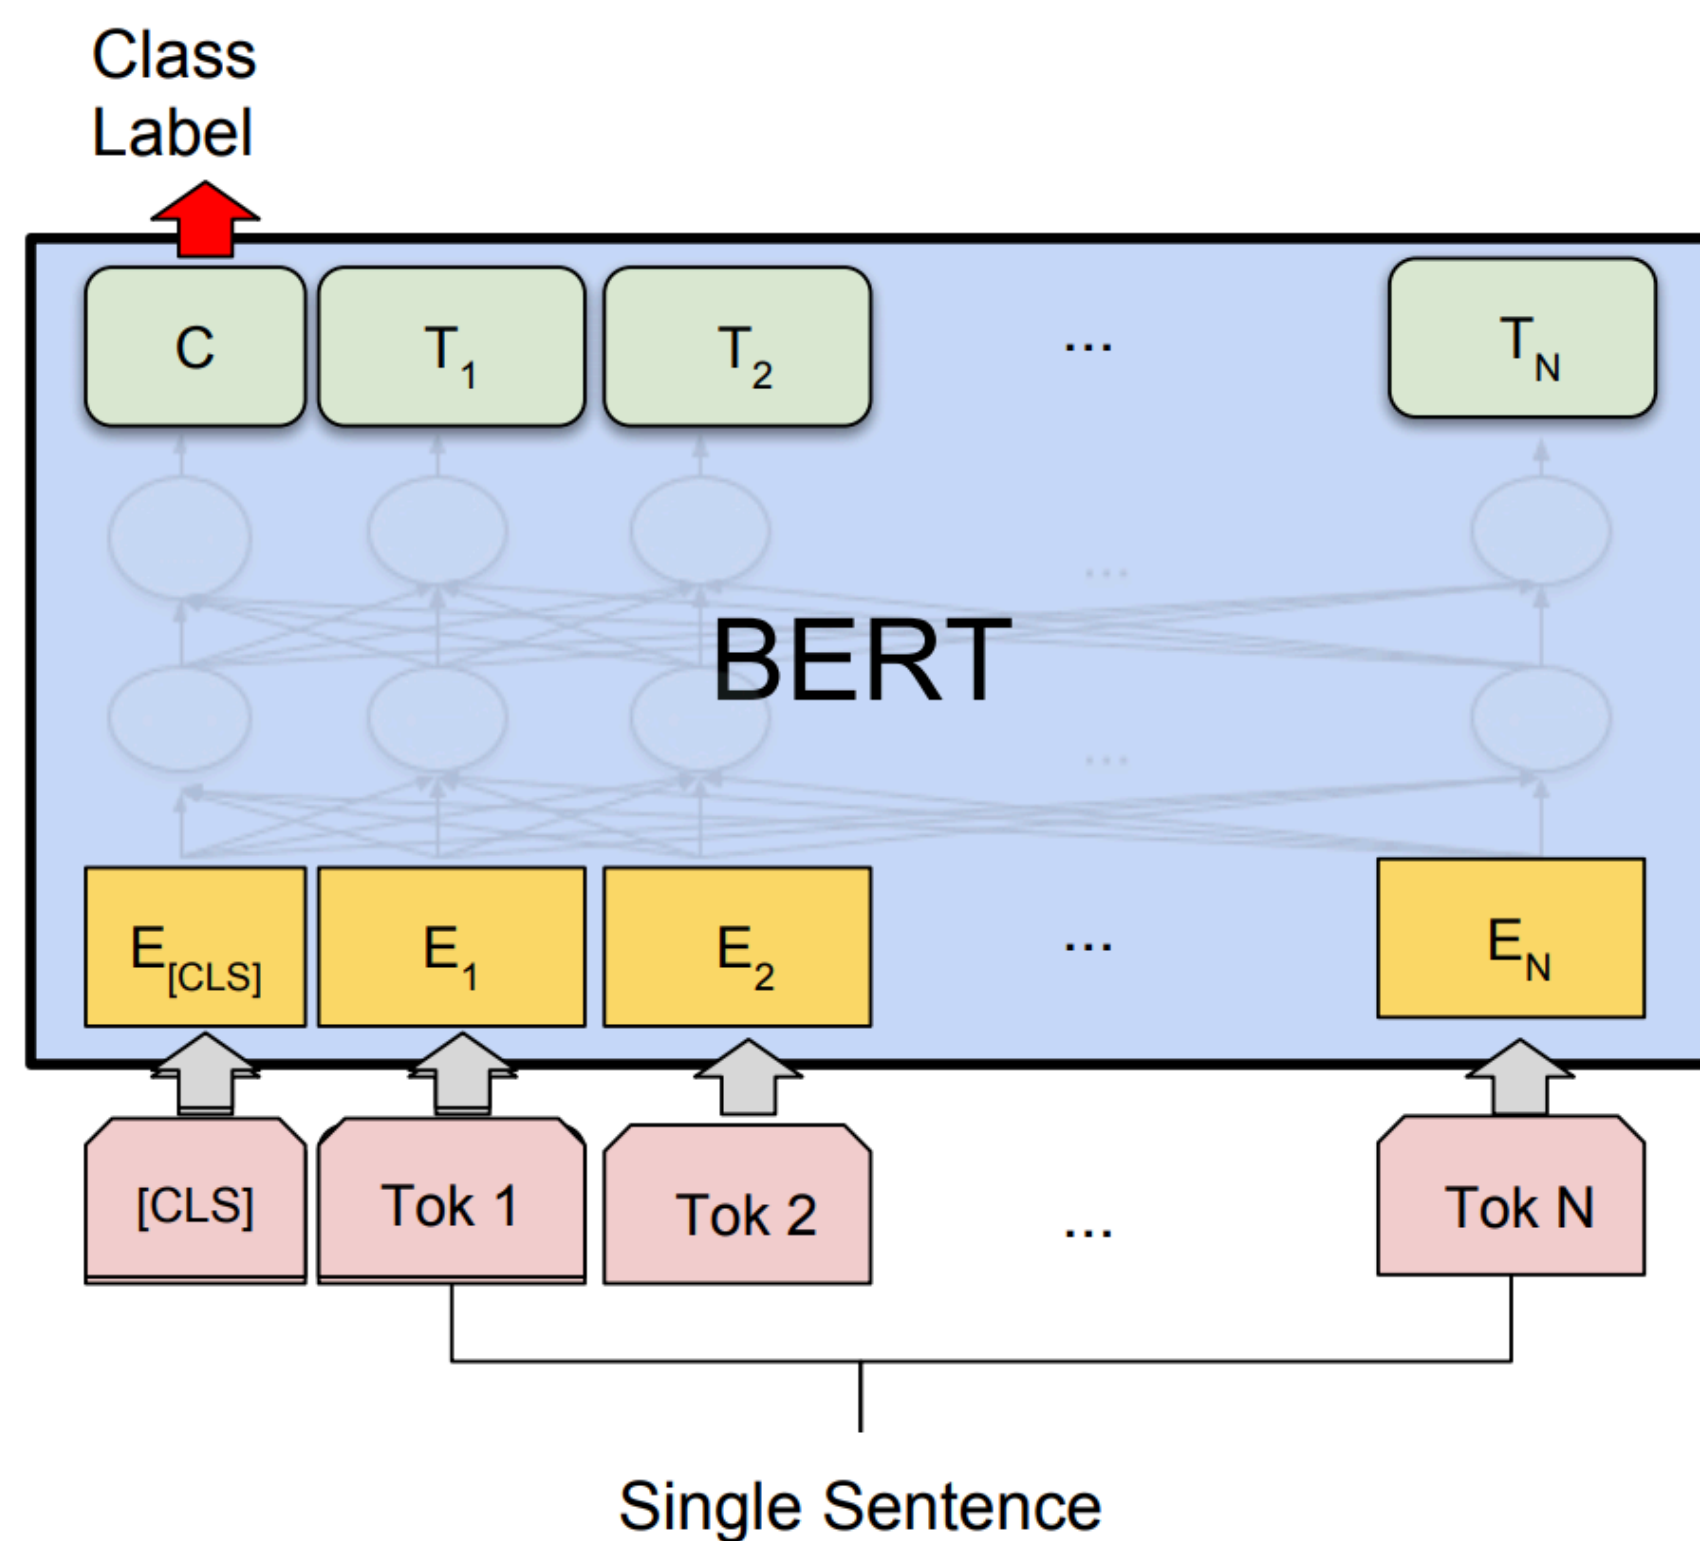 Class
Label
C T1 T2 ... TN
...
BERT
...
E[CLS] E1 E2 ... EN
[CLS] Tok 1 Tok 2 ... Tok N
Single Sentence